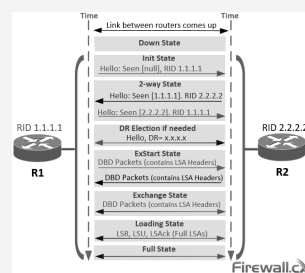 Time
Time
Link between routers comes up
Down State
Init State
Hello: Seen [null], RID 1.1.1.1
2-way State
Hello: Seen [1.1.1.1]. RID 2.2.2.2
Hello: Seen [2.2.2.2]. RID 1.1.1.1
DR Election if needed
Hello, DR= x.x.x.x
RID 1.1.1.1
RID 2.2.2.2
ExStart State
DBD Packets (contains LSA Headers)
R1
R2
DBD Packets (contains LSA Headers)
Exchange State
DBD Packets (contains LSA Headers)
Loading State
LSR, LSU, LSAck (Full LSAs)
Full State
Firewall.cx